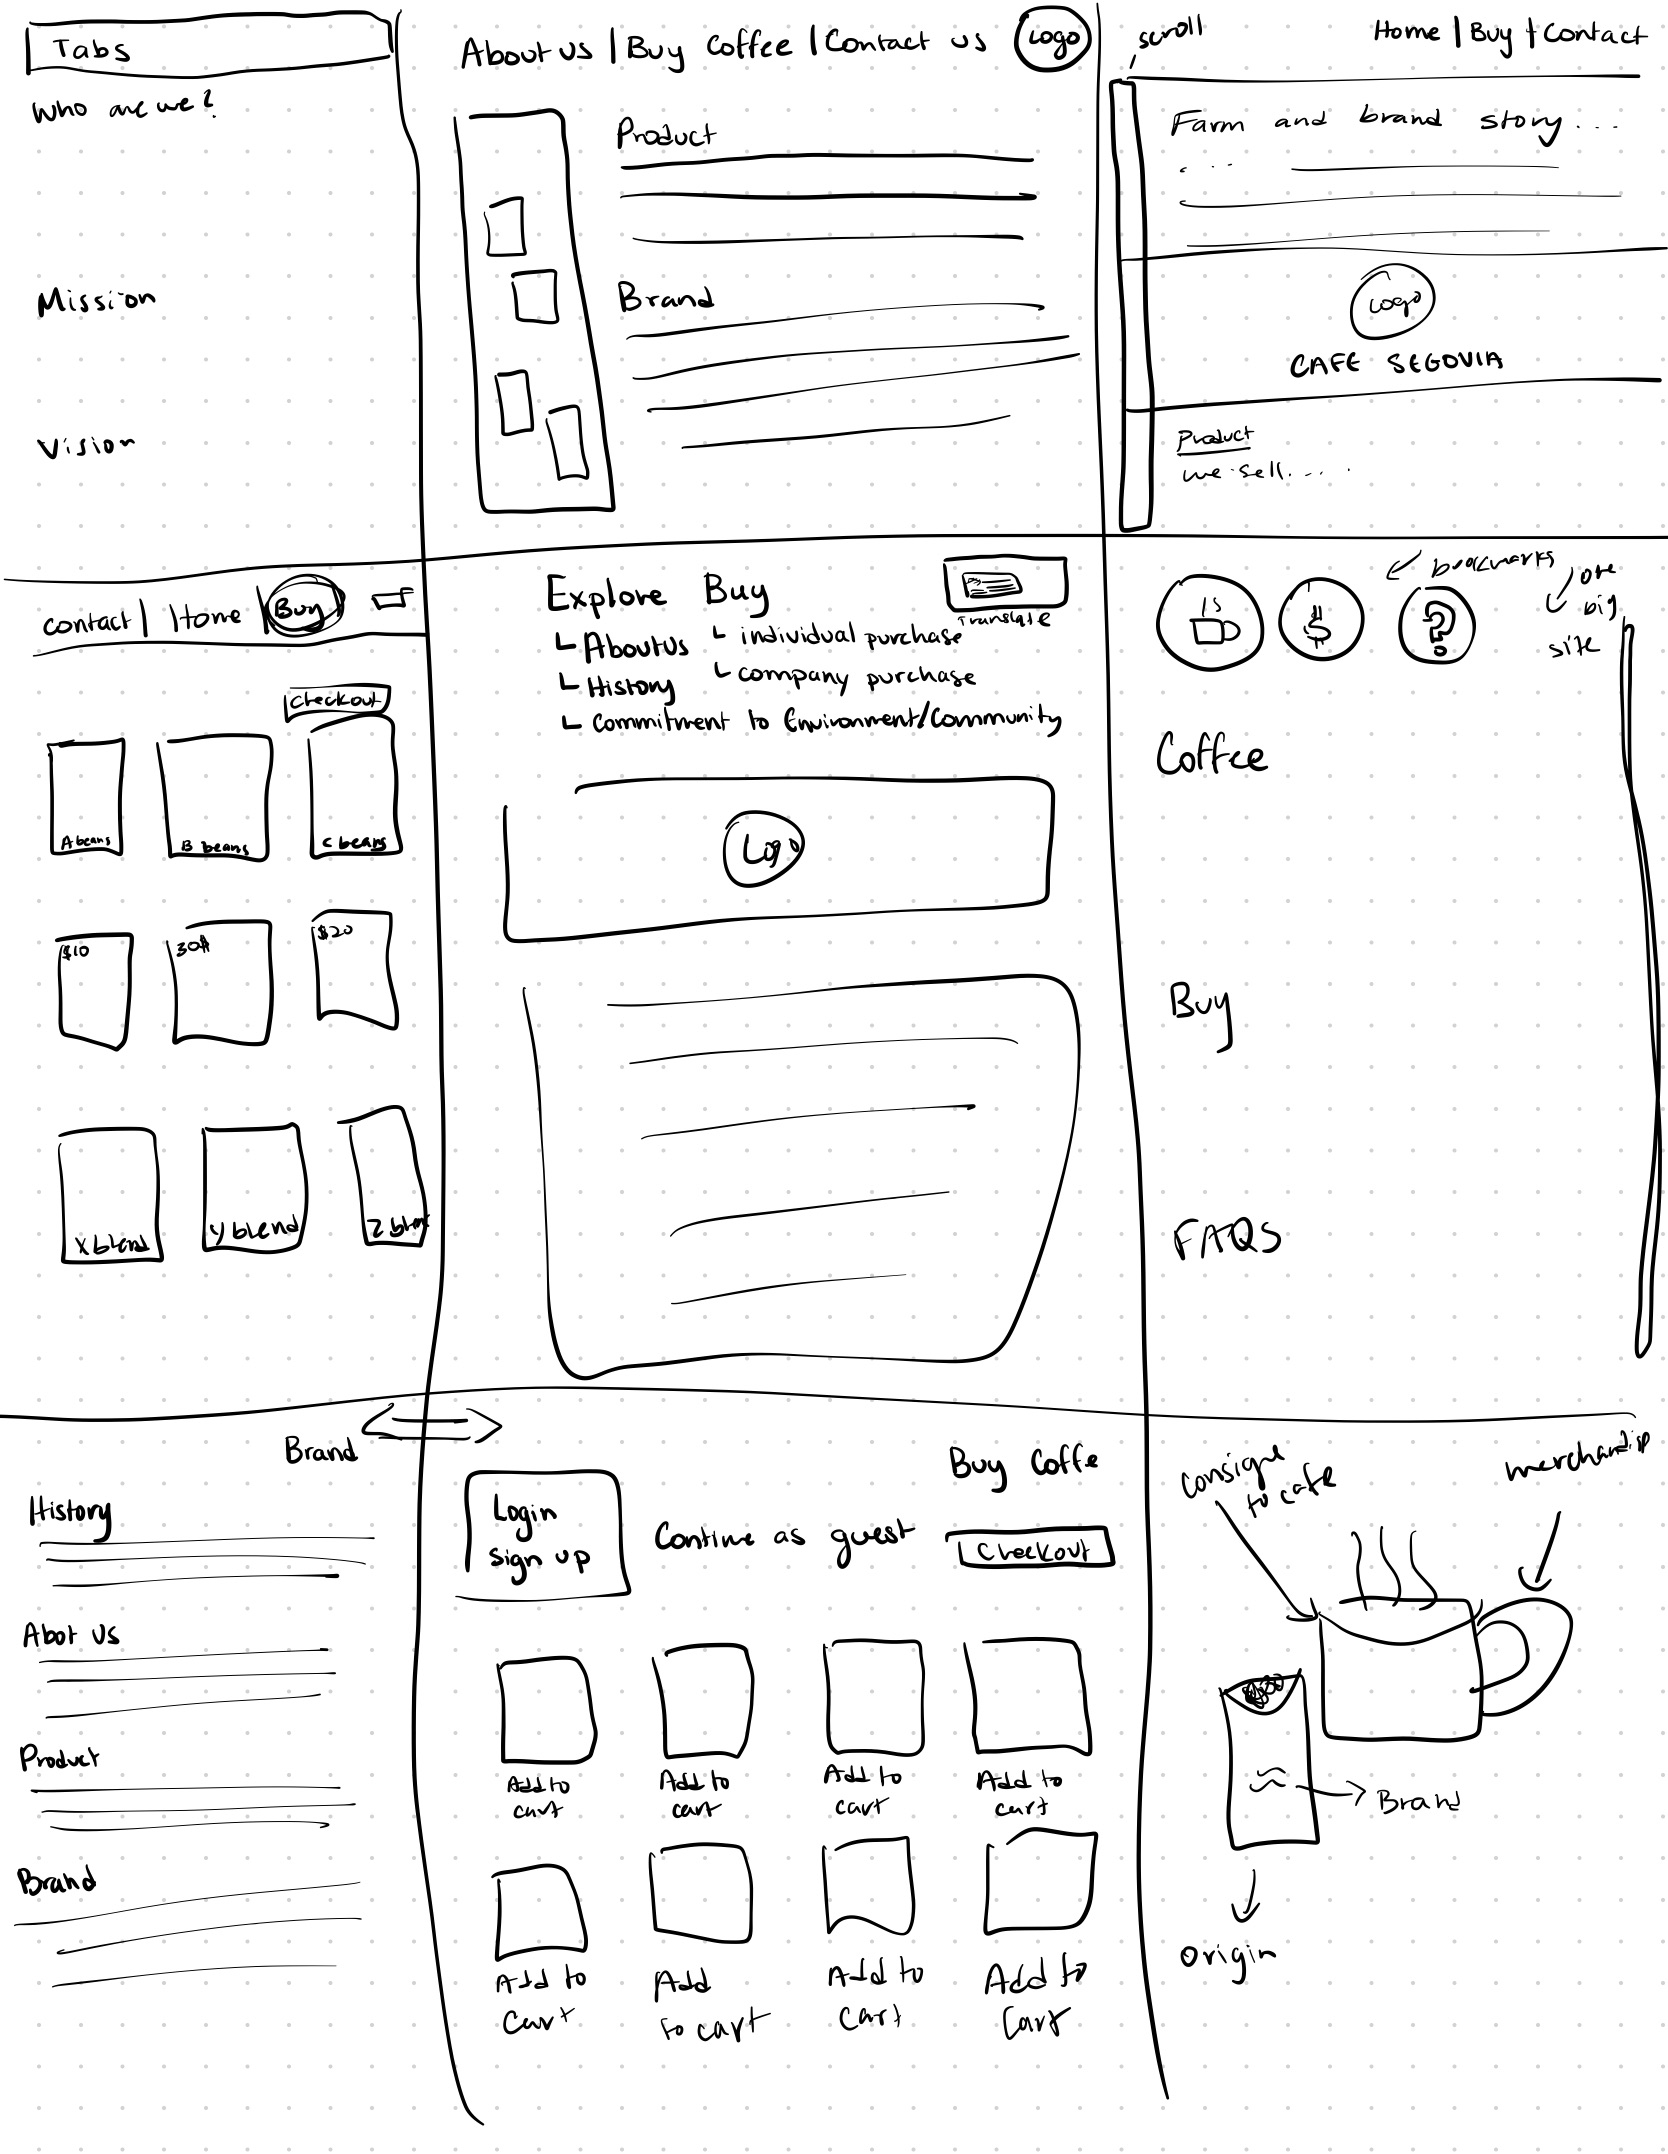 Tabs
Who are we?
Mission
Vision
About us | Buy Coffee | Contact us
Logo
Product
Brand
scroll
Home | Buy + Contact
Farm and brand story....
Logo
CAFE SEGOVIA
Product
we sell.....
contact | Home | Buy
Checkout
A beans
B beans
C beans
$10
30$
$20
X blend
Y blend
Z blen
Explore Buy
Translate
About us
individual purchase
History
company purchase
Commitment to Environment/Community
Logo
bookmarks
one
big
site
$
?
Coffee
Buy
FAQS
Brand
History
Abot Us
Product
Brand
Buy Coffe
Login
sign up
Continue as guest
Checkout
Add to
cart
Add to
cart
Add to
cart
Add to
cart
Add to
Cart
Add
to cart
Add to
Cart
Add to
Cart
to cafe
Brand
Origin